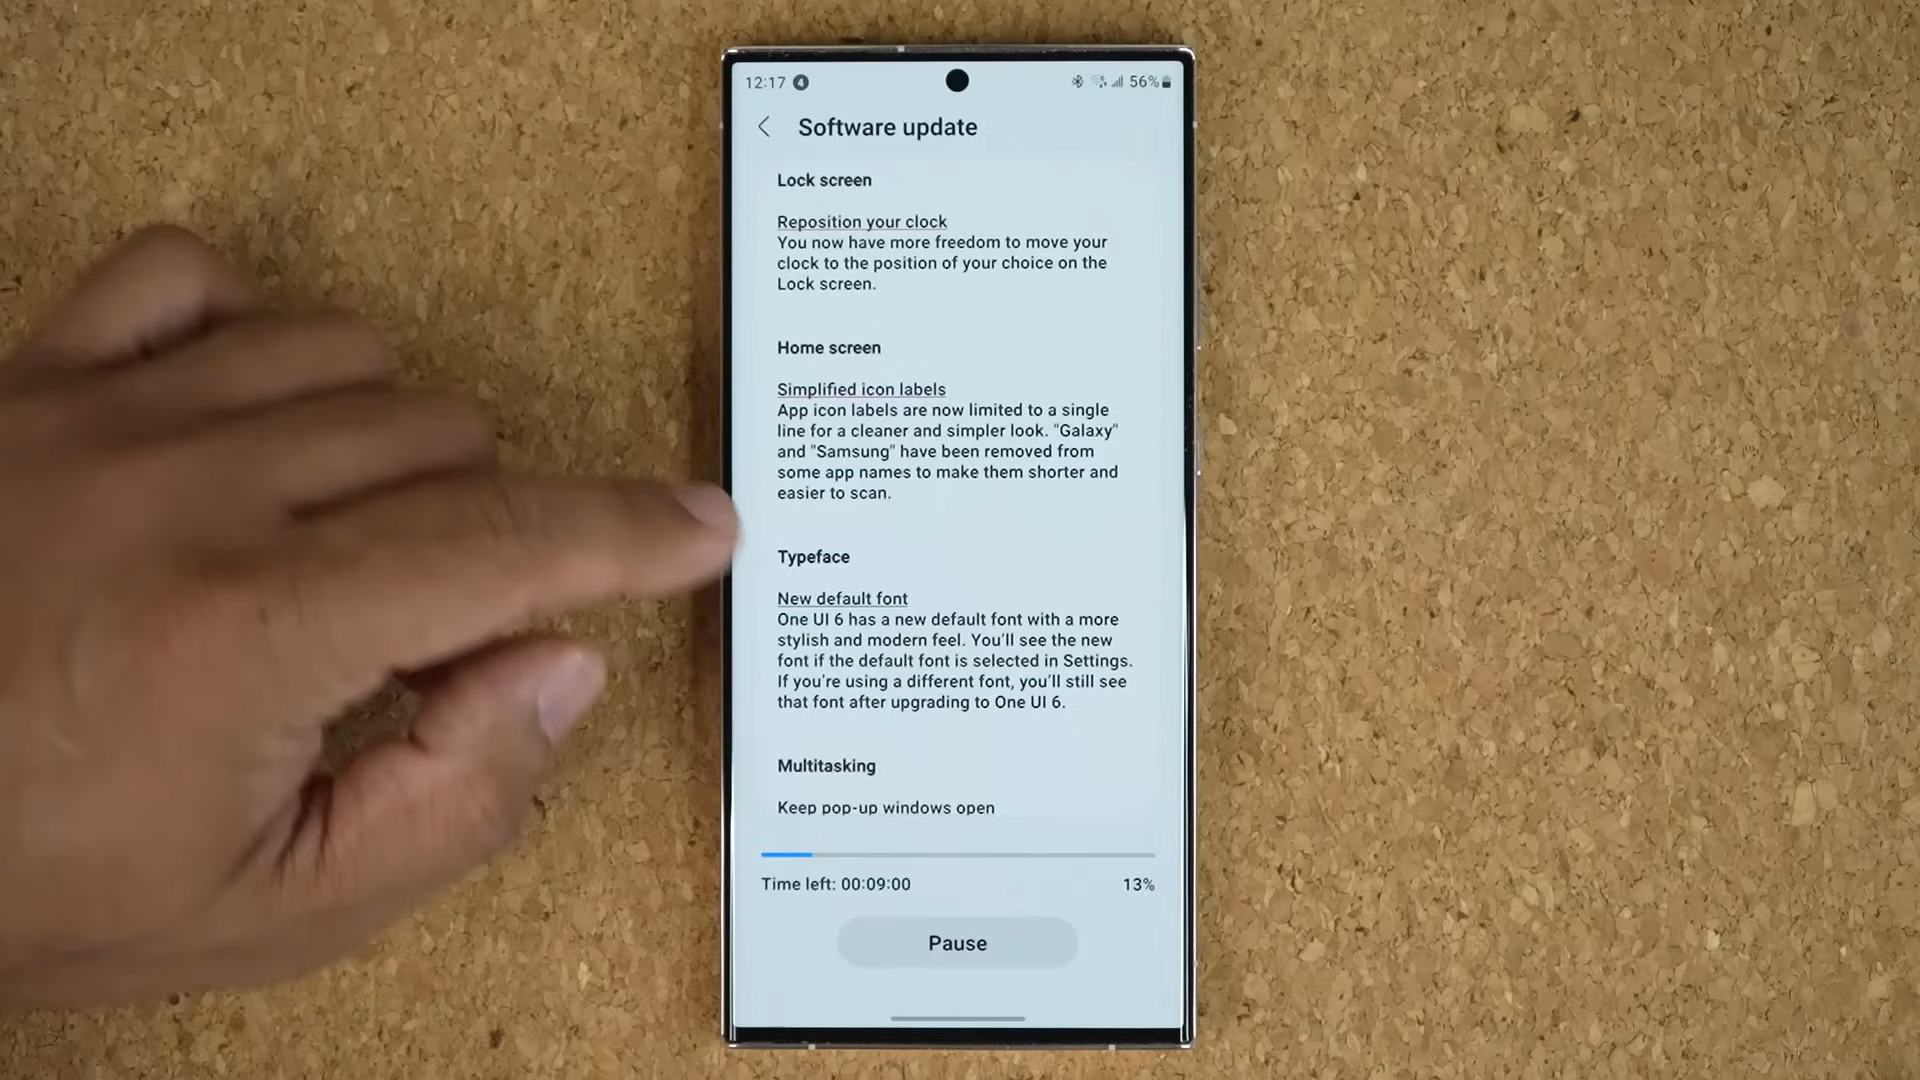 12:17 4 56%
Software update
Lock screen
Reposition your clock
You now have more freedom to move your
clock to the position of your choice on the
Lock screen.
Home screen
Simplified icon labels
App icon labels are now limited to a single
line for a cleaner and simpler look. "Galaxy"
and "Samsung" have been removed from
some app names to make them shorter and
easier to scan.
Typeface
New default font
One UI 6 has a new default font with a more
stylish and modern feel. You'll see the new
font if the default font is selected in Settings.
If you're using a different font, you'll still see
that font after upgrading to One UI 6.
Multitasking
Keep pop-up windows open
Time left: 00:09:00 13%
Pause